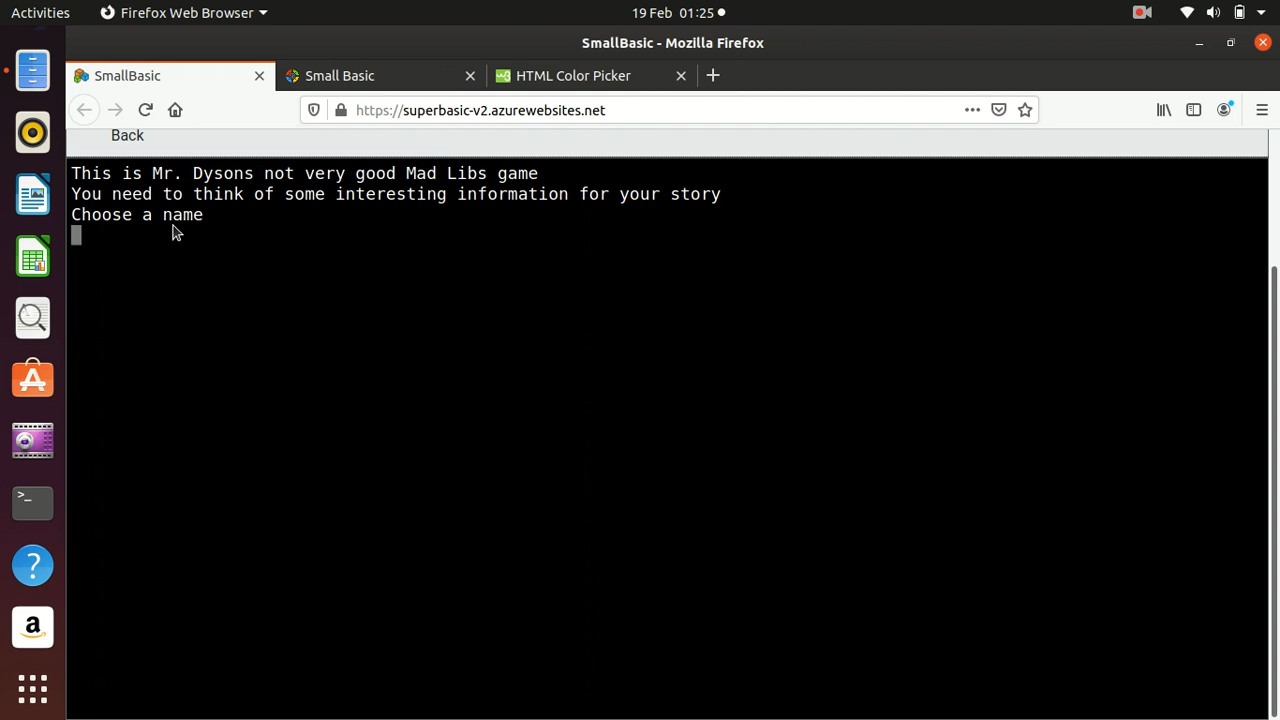 Activities Firefox Web Browser 19 Feb 01:25
SmallBasic - Mozilla Firefox
SmallBasic Small Basic HTML Color Picker
https://superbasic-v2.azurewebsites.net
Back
This is Mr. Dysons not very good Mad Libs game
You need to think of some interesting information for your story
Choose a name